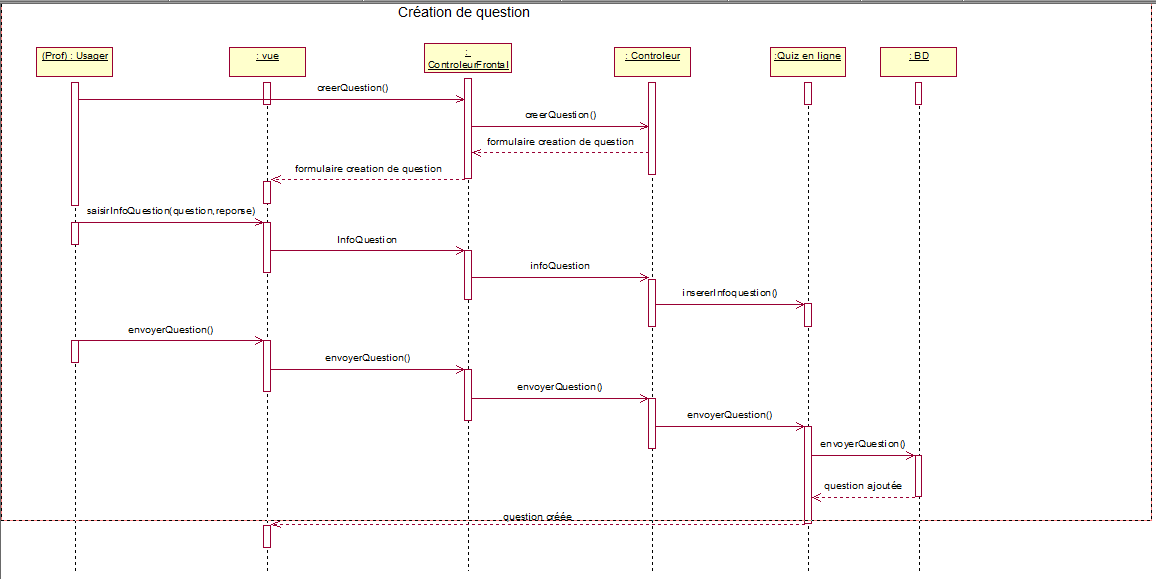 Création de question
(Prof) : Usager
: vue
:
ControleurFrontal
: Controleur
:Quiz en ligne
: BD
creerQuestion()
creerQuestion()
formulaire creation de question
formulaire creation de question
saisirInfoQuestion(question,reponse)
InfoQuestion
infoQuestion
insererInfoquestion()
envoyerQuestion()
envoyerQuestion()
envoyerQuestion()
envoyerQuestion()
envoyerQuestion()
question ajoutée
question créée